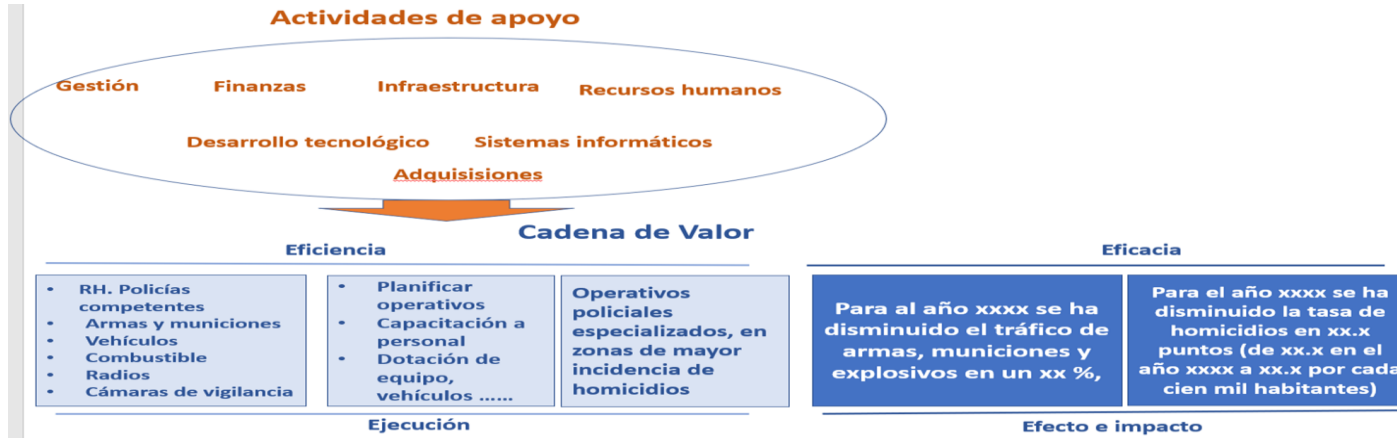 Actividades de apoyo
Gestión
Finanzas
Infraestructura
Recursos humanos
Desarrollo tecnológico
Sistemas informáticos
Adquisisiones
Cadena de Valor
Eficiencia
Eficacia
• RH. Policías
competentes
• Armas y municiones
• Vehículos
• Combustible
• Radios
• Cámaras de vigilancia
• Planificar
operativos
• Capacitación a
personal
• Dotación de
equipo,
vehículos ......
Operativos
policiales
especializados, en
zonas de mayor
incidencia de
homicidios
Para al año xxxx se ha
disminuido el tráfico de
armas, municiones y
explosivos en un xx %,
Para el año xxxx se ha
disminuido la tasa de
homicidios en xx.x
puntos (de xx.x en el
año xxxx a xx.x por cada
cien mil habitantes)
Ejecución
Efecto e impacto